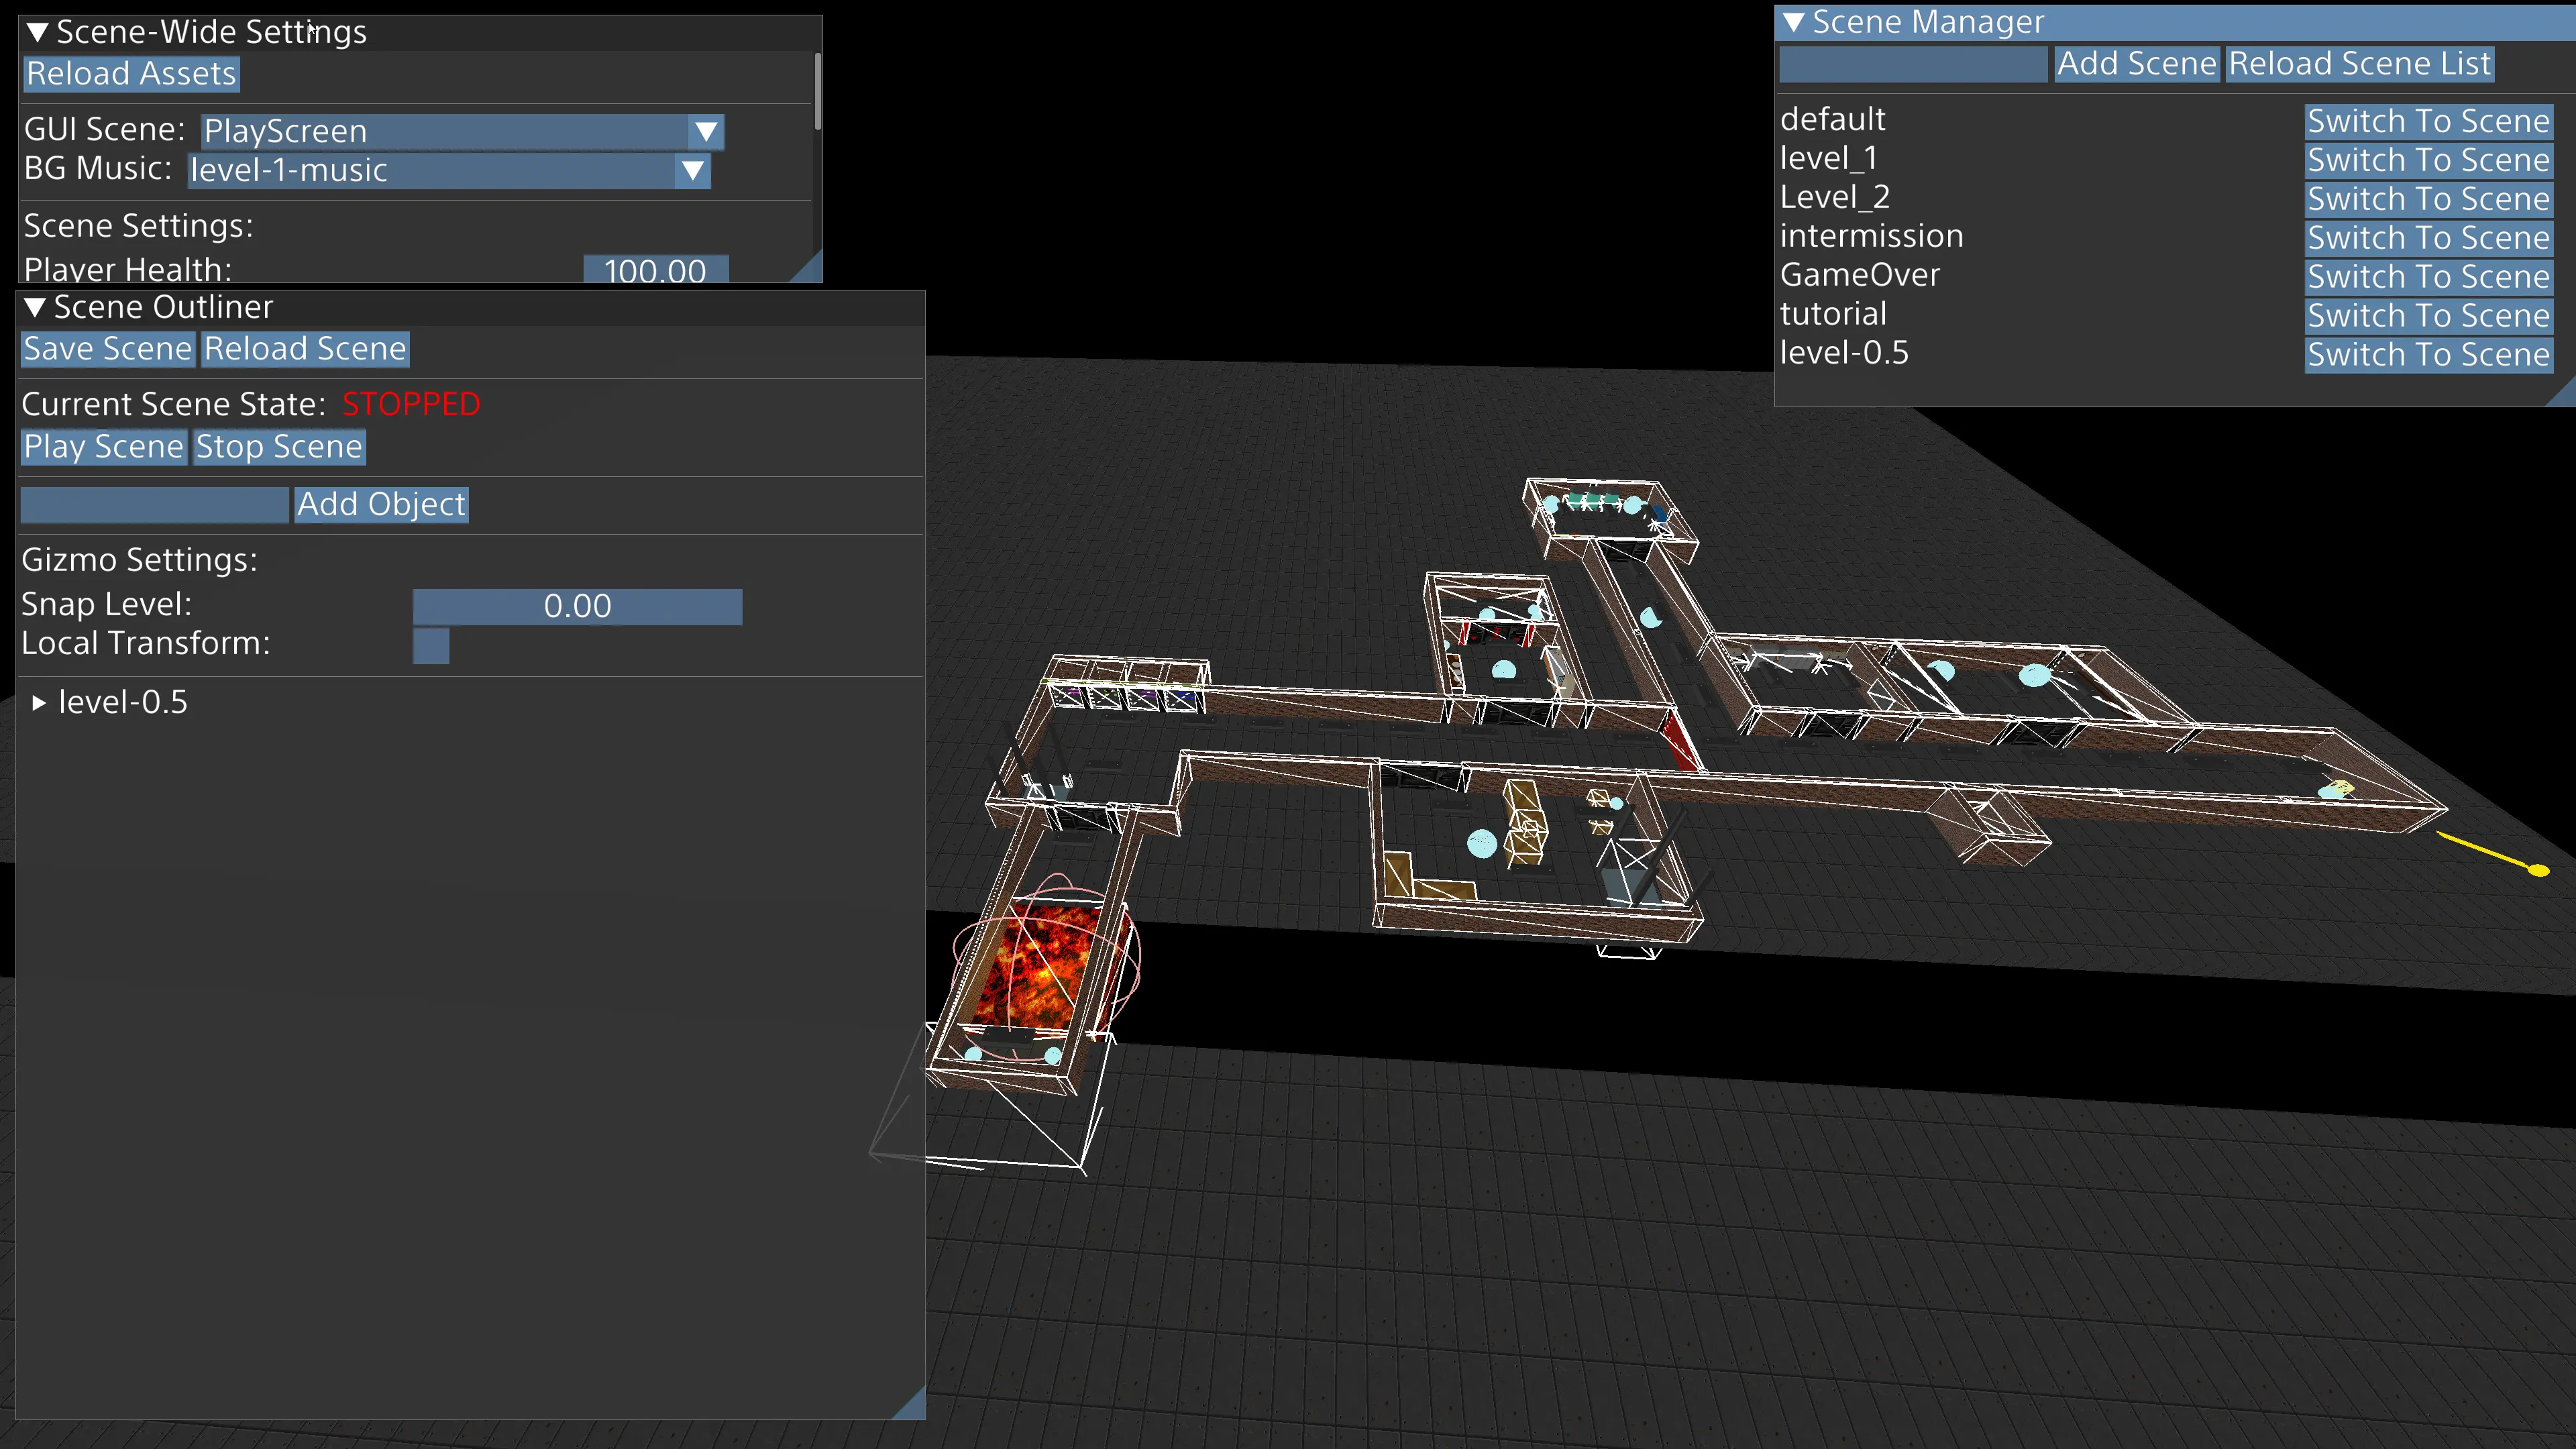 Scene-Wide Settings
Reload Assets
GUI Scene: PlayScreen
BG Music: level-1-music
Scene Settings:
Player Health: 100.00
Scene Outliner
Save Scene Reload Scene
Current Scene State: STOPPED
Play Scene Stop Scene
Add Object
Gizmo Settings:
Snap Level: 0.00
Local Transform:
level-0.5
Scene Manager
Add Scene Reload Scene List
default Switch To Scene
level_1 Switch To Scene
Level_2 Switch To Scene
intermission Switch To Scene
GameOver Switch To Scene
tutorial Switch To Scene
level-0.5 Switch To Scene